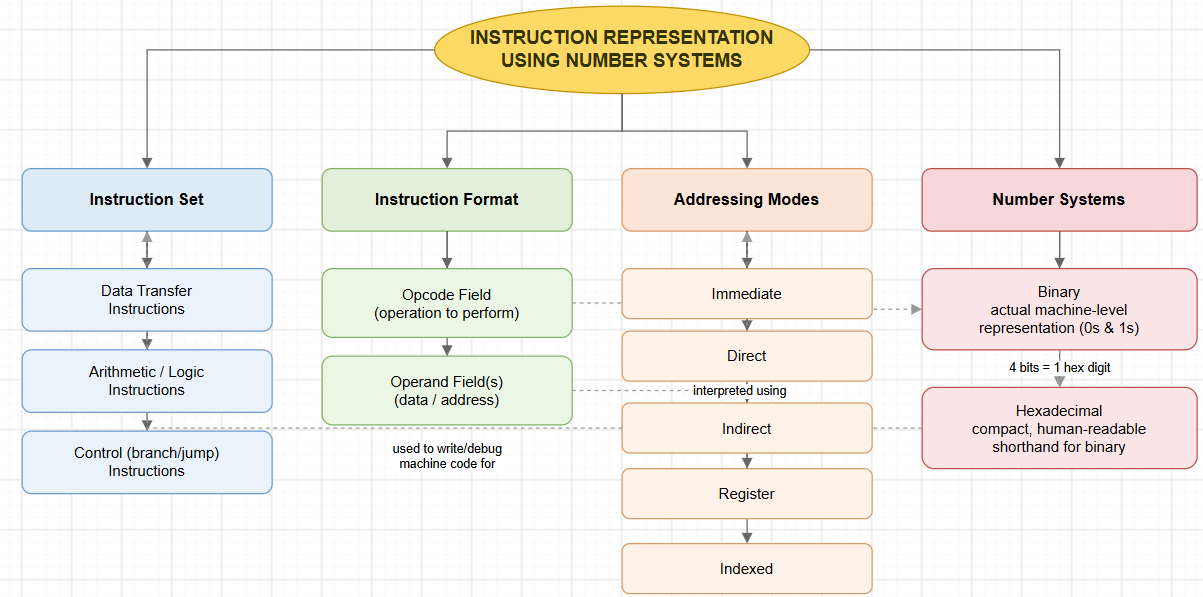 INSTRUCTION REPRESENTATION
USING NUMBER SYSTEMS
Instruction Set
Instruction Format
Addressing Modes
Number Systems
Data Transfer
Instructions
Arithmetic / Logic
Instructions
Control (branch/jump)
Instructions
Opcode Field
(operation to perform)
Operand Field(s)
(data / address)
used to write/debug
machine code for
Immediate
Direct
interpreted using
Indirect
Register
Indexed
Binary
actual machine-level
representation (0s & 1s)
4 bits = 1 hex digit
Hexadecimal
compact, human-readable
shorthand for binary